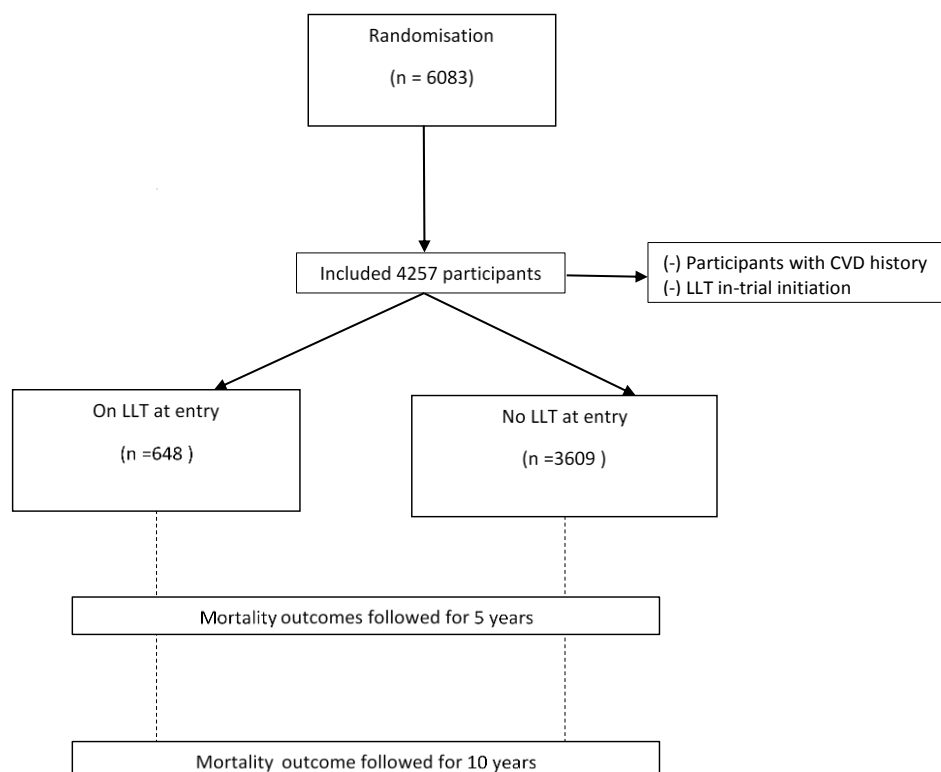 Randomisation
(n = 6083)
Included 4257 participants
(-) Participants with CVD history
(-) LLT in-trial initiation
On LLT at entry
(n =648 )
No LLT at entry
(n =3609 )
Mortality outcomes followed for 5 years
Mortality outcome followed for 10 years